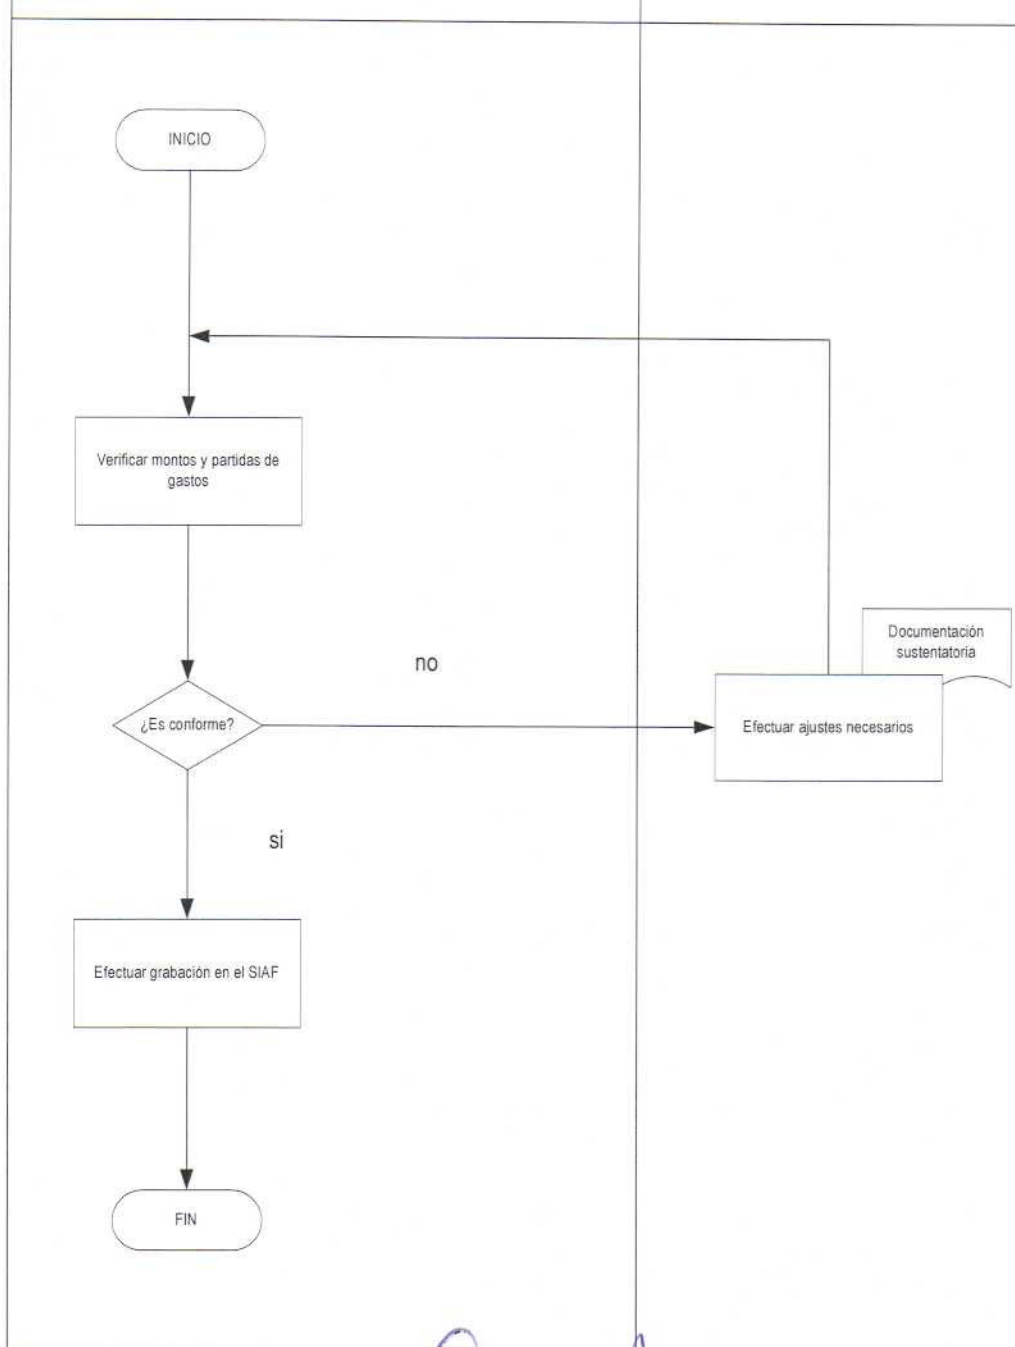 INICIO
Verificar montos y partidas de
gastos
Documentación
sustentatoria
no
¿Es conforme?
Efectuar ajustes necesarios
si
Efectuar grabación en el SIAF
FIN